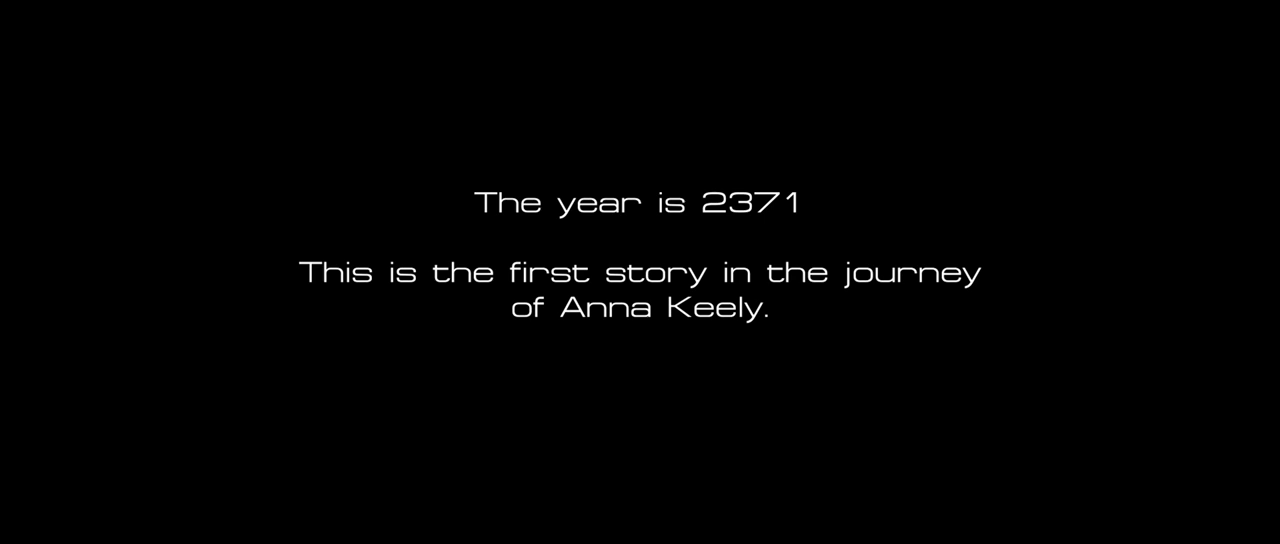 The year is 2371
This is the first story in the journey
of Anna Keely.